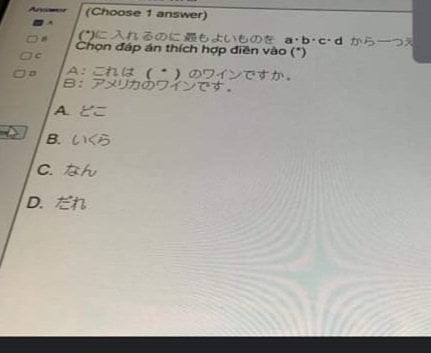 Answer
(Choose 1 answer)
A
B
(*)に 入れるのに 最もよいものを a・b・c・d から一つ
Chọn đáp án thích hợp điền vào (*)
C
D
A: これは ( * ) のワインですか。
B: アメリカのワインです。
A. どこ
B. いくら
C. なん
D. だれ